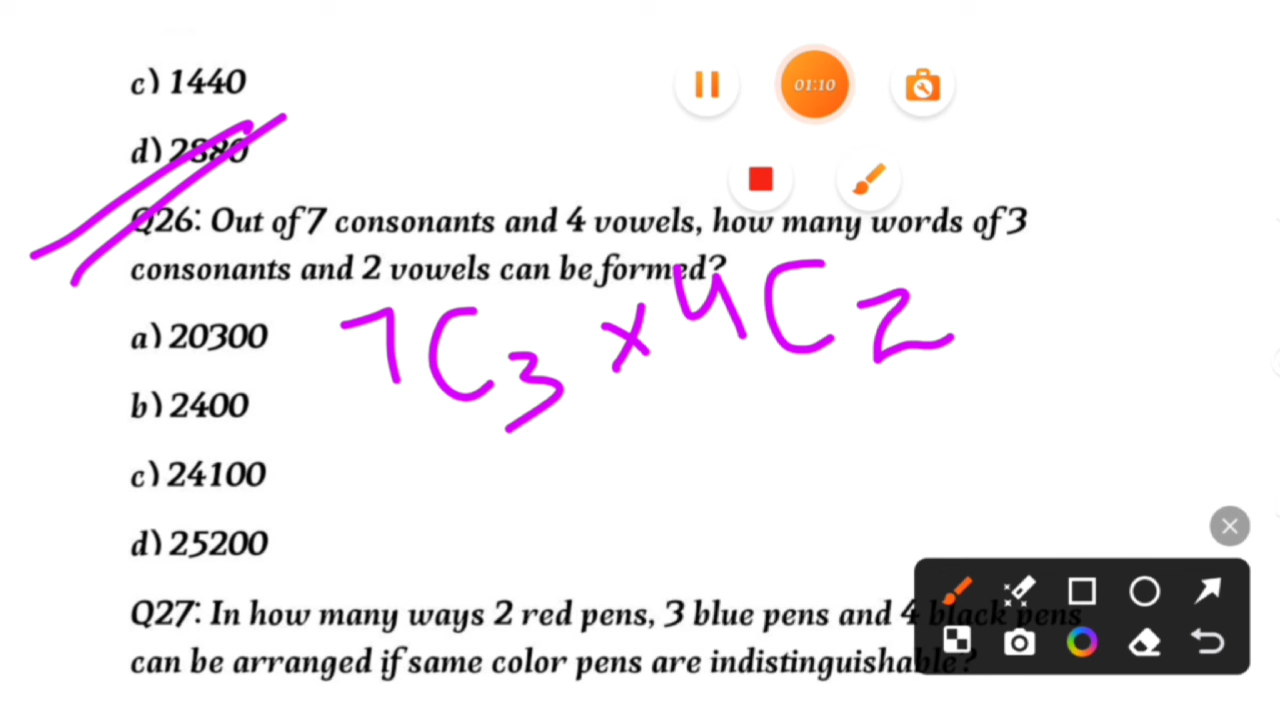 c) 1440
01:10
d) 2880
Q26: Out of 7 consonants and 4 vowels, how many words of 3
consonants and 2 vowels can be formed?
7C3 × 4C2
a) 20300
b) 2400
c) 24100
d) 25200
Q27: In how many ways 2 red pens, 3 blue pens and 4 black pens
can be arranged if same color pens are indistinguishable?